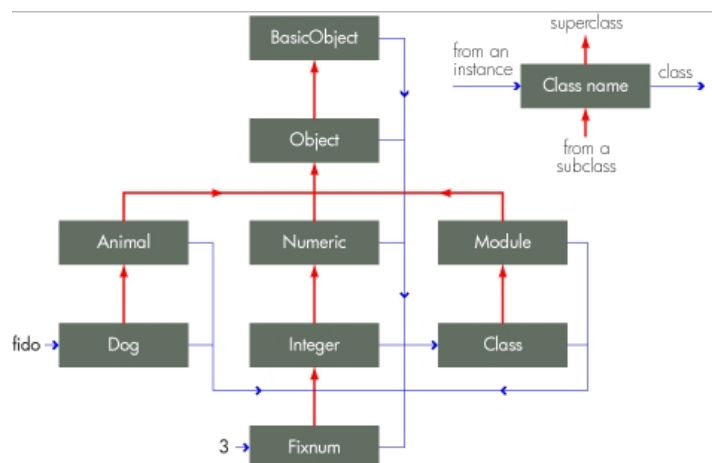 BasicObject
superclass
from an
instance
Class name
class
Object
from a
subclass
Animal
Numeric
Module
fido
Dog
Integer
Class
3
Fixnum